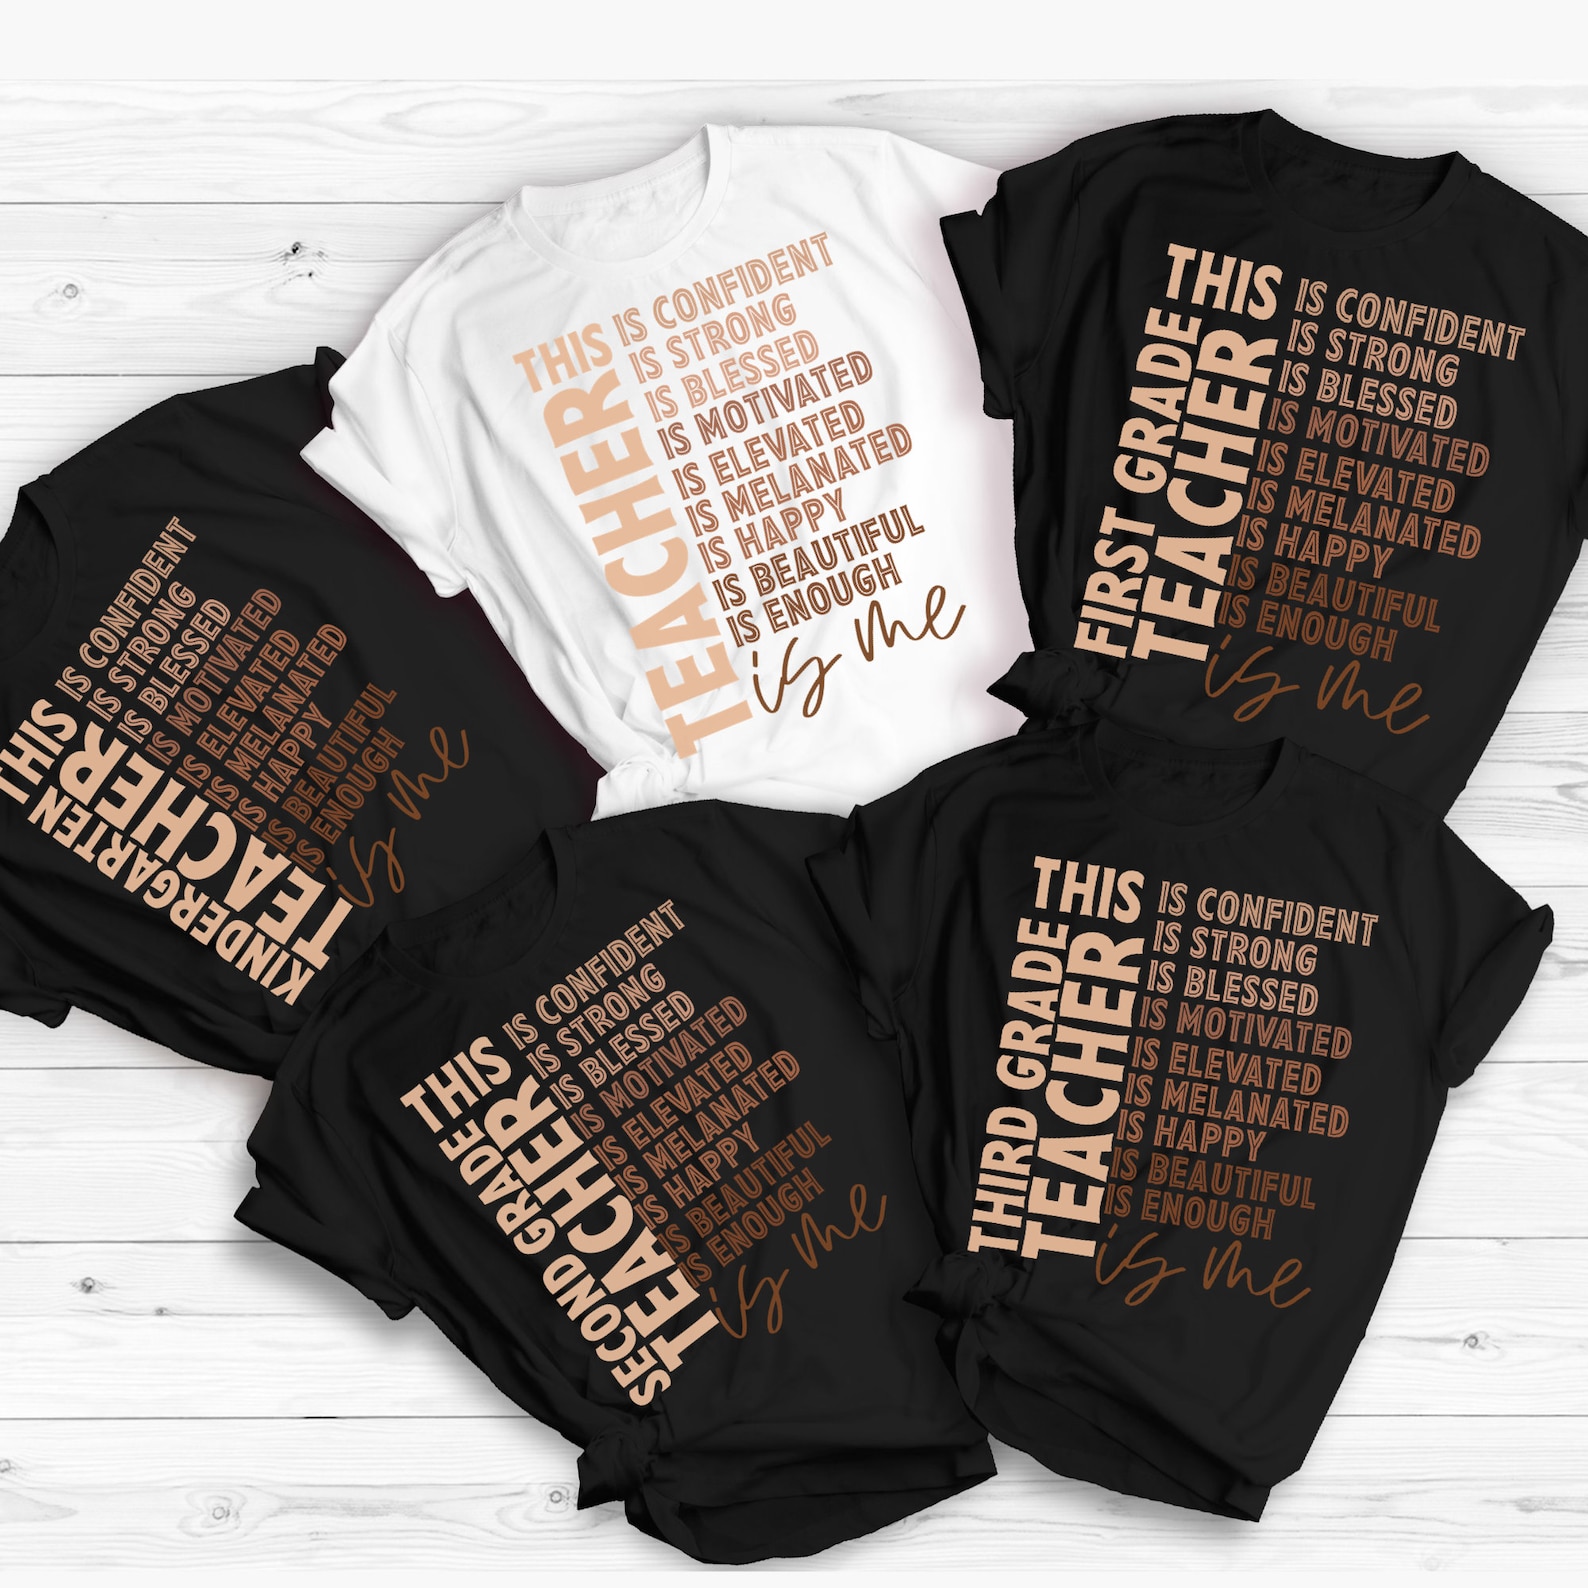 THIS
TEACHER
IS CONFIDENT
IS STRONG
IS BLESSED
IS MOTIVATED
IS ELEVATED
IS MELANATED
IS HAPPY
IS BEAUTIFUL
IS ENOUGH
is me
THIS
FIRST GRADE
TEACHER
IS CONFIDENT
IS STRONG
IS BLESSED
IS MOTIVATED
IS ELEVATED
IS MELANATED
IS HAPPY
IS BEAUTIFUL
IS ENOUGH
is me
THIS
KINDERGARTEN
TEACHER
IS CONFIDENT
IS STRONG
IS BLESSED
IS MOTIVATED
IS ELEVATED
IS MELANATED
IS HAPPY
IS BEAUTIFUL
IS ENOUGH
is me
THIS
SECOND GRADE
TEACHER
IS CONFIDENT
IS STRONG
IS BLESSED
IS MOTIVATED
IS ELEVATED
IS MELANATED
IS HAPPY
IS BEAUTIFUL
IS ENOUGH
is me
THIS
THIRD GRADE
TEACHER
IS CONFIDENT
IS STRONG
IS BLESSED
IS MOTIVATED
IS ELEVATED
IS MELANATED
IS HAPPY
IS BEAUTIFUL
IS ENOUGH
is me